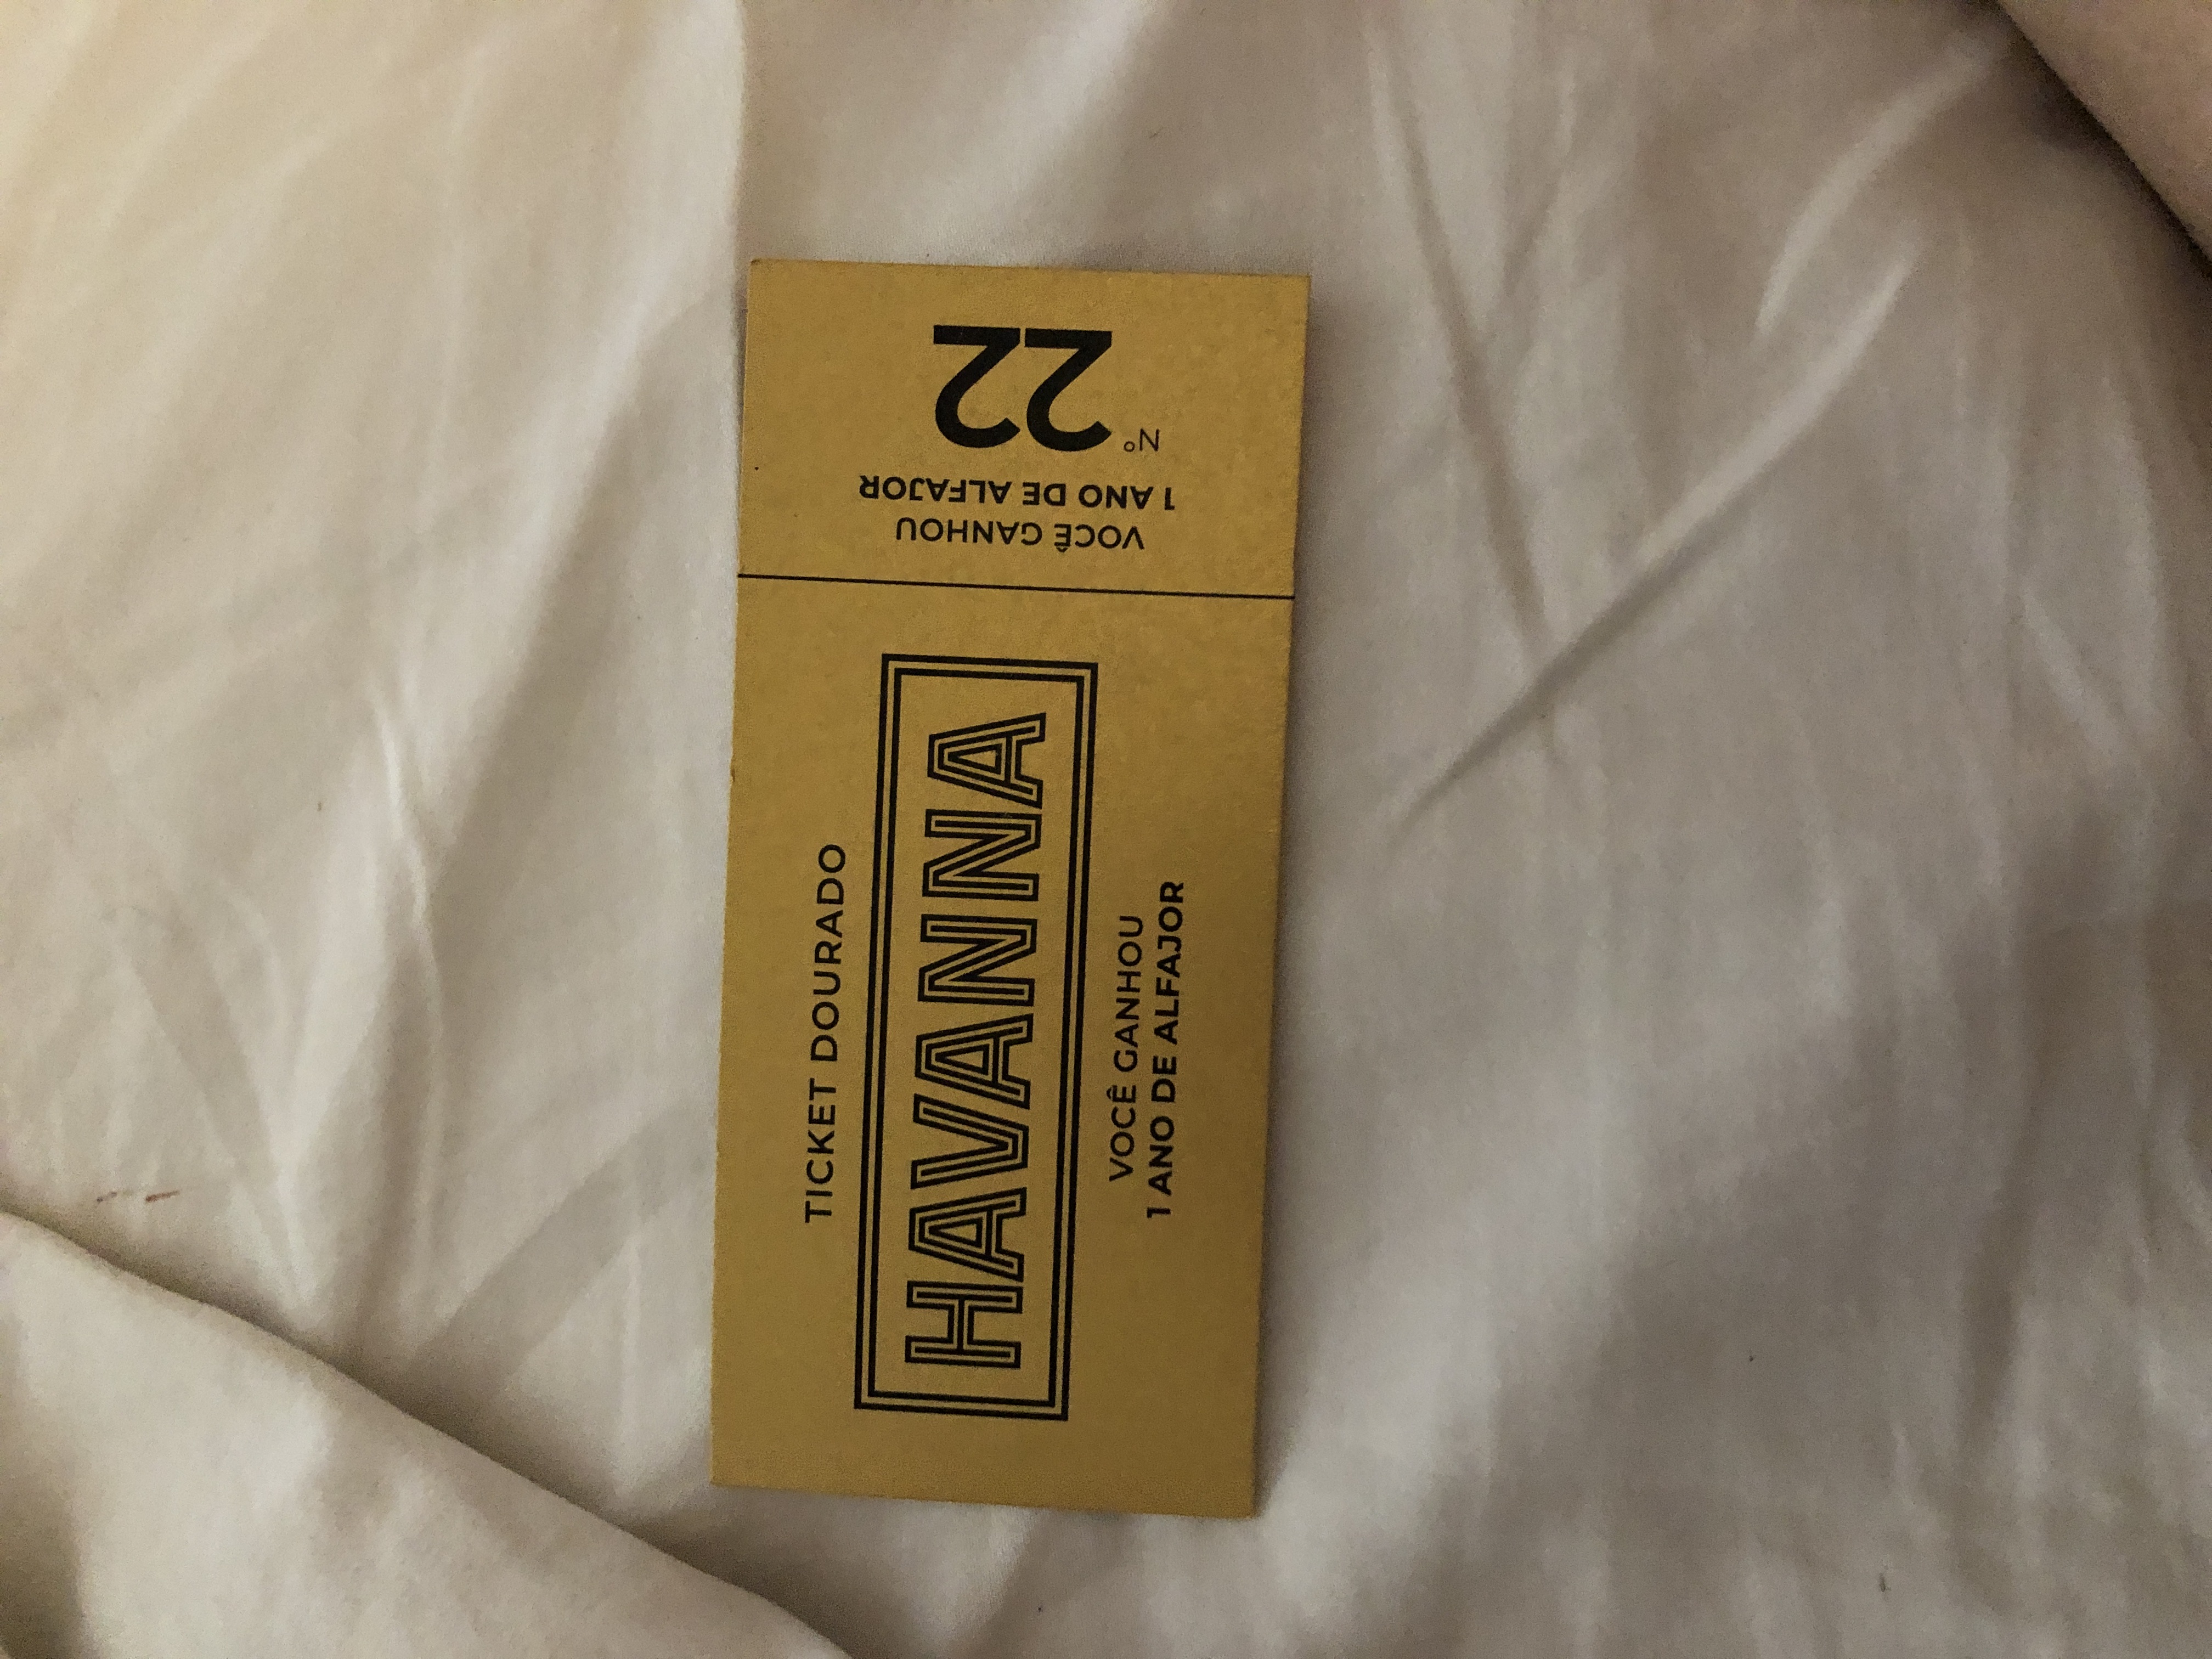 TICKET DOURADO
HAVANNA
VOCÊ GANHOU
1 ANO DE ALFAJOR
VOCÊ GANHOU
1 ANO DE ALFAJOR
Nº 22